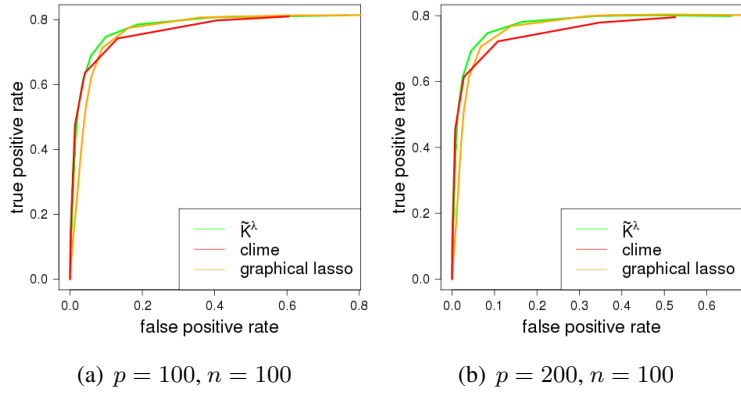 0.8
0.6
0.4
0.2
0.0
true positive rate
0.0 0.2 0.4 0.6 0.8
false positive rate
K̃^λ
clime
graphical lasso
(a) p = 100, n = 100
0.8
0.6
0.4
0.2
0.0
true positive rate
0.0 0.1 0.2 0.3 0.4 0.5 0.6
false positive rate
K̃^λ
clime
graphical lasso
(b) p = 200, n = 100